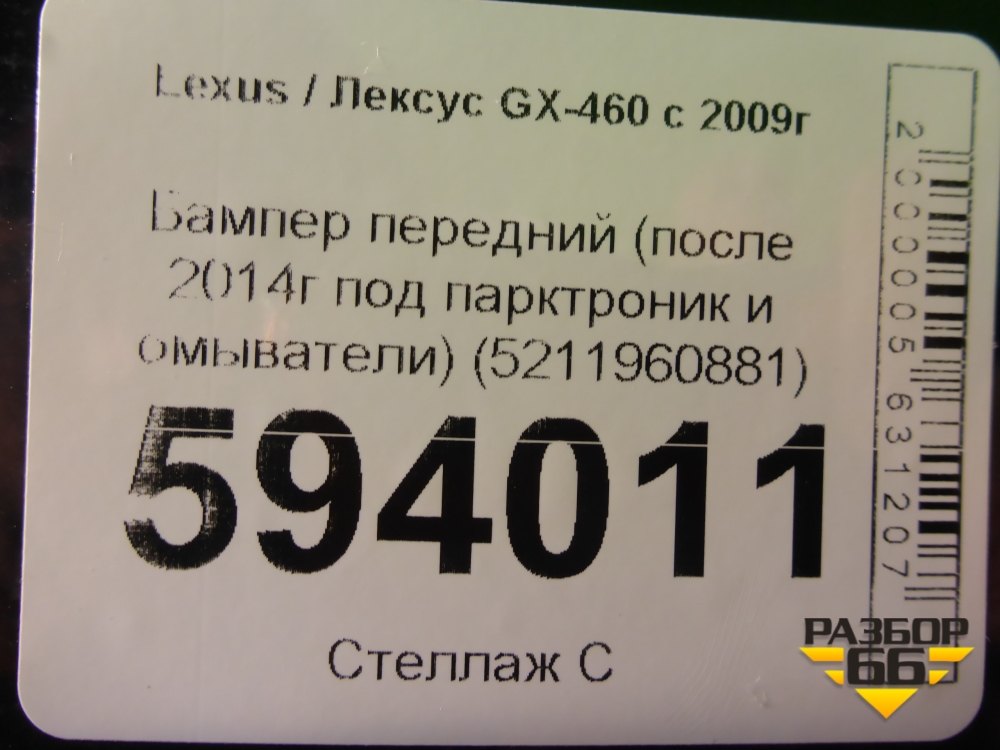 Lexus / Лексус GX-460 с 2009г
Бампер передний (после
2014г под парктроник и
омыватели) (5211960881)
594011
Стеллаж С
2000005631207
РАЗБОР
66